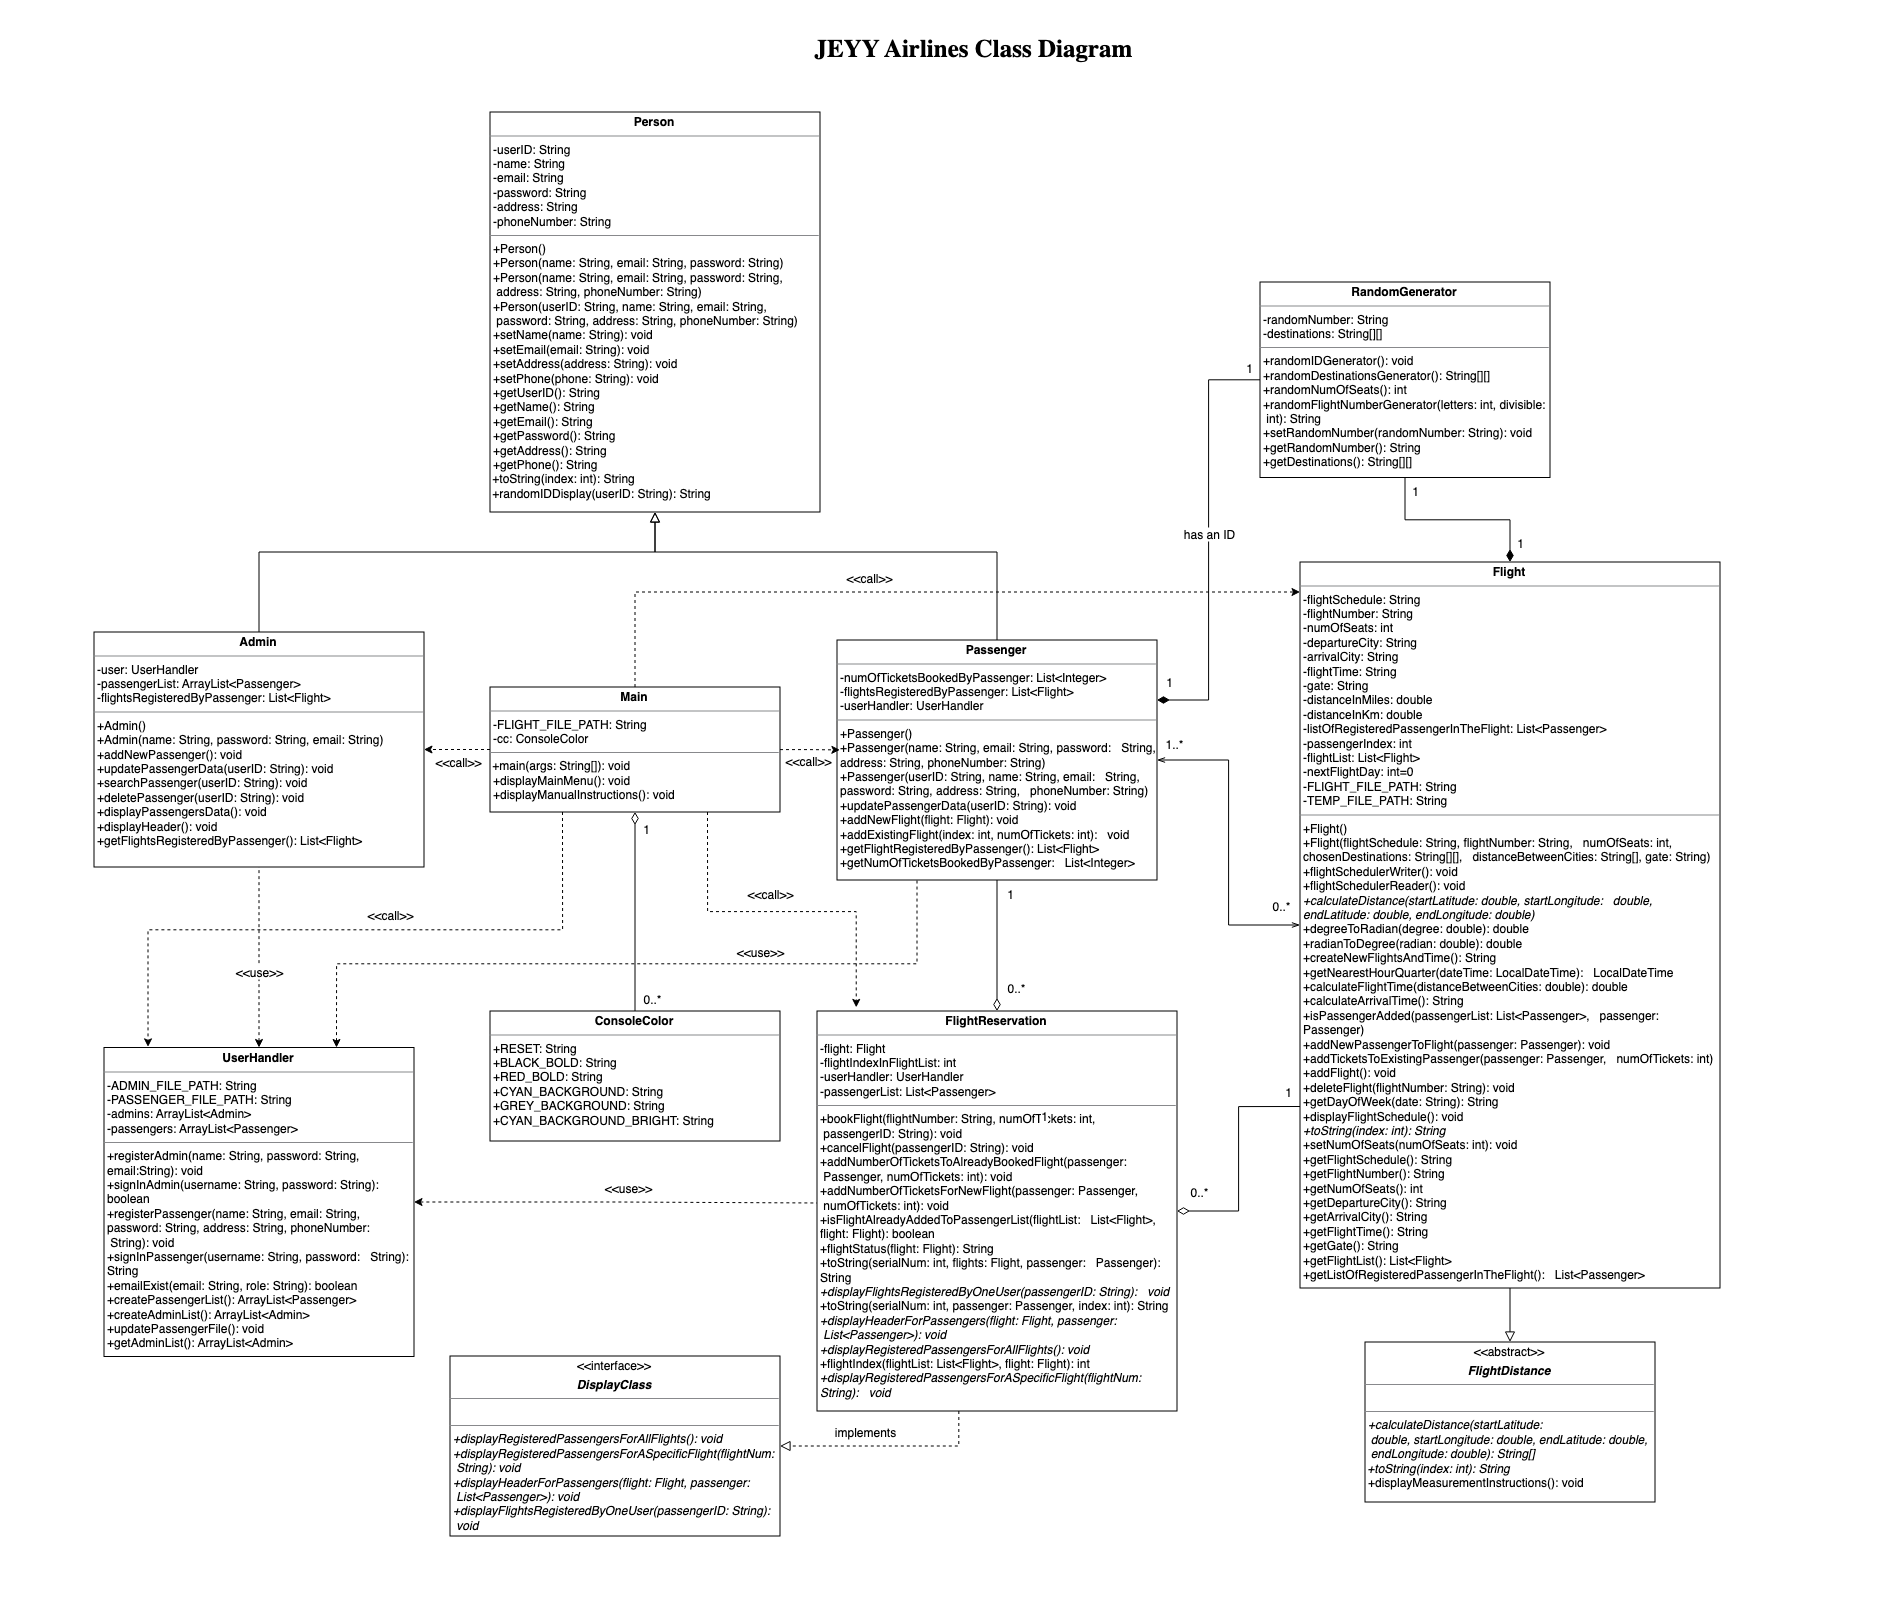 JEYY Airlines Class Diagram
Person
-userID: String
-name: String
-email: String
-password: String
-address: String
-phoneNumber: String
+Person()
+Person(name: String, email: String, password: String)
+Person(name: String, email: String, password: String,
address: String, phoneNumber: String)
+Person(userID: String, name: String, email: String,
password: String, address: String, phoneNumber: String)
+setName(name: String): void
+setEmail(email: String): void
+setAddress(address: String): void
+setPhone(phone: String): void
+getUserID(): String
+getName(): String
+getEmail(): String
+getPassword(): String
+getAddress(): String
+getPhone(): String
+toString(index: int): String
+randomIDDisplay(userID: String): String
RandomGenerator
-randomNumber: String
-destinations: String[][]
+randomIDGenerator(): void
+randomDestinationsGenerator(): String[][]
+randomNumOfSeats(): int
+randomFlightNumberGenerator(letters: int, divisible:
int): String
+setRandomNumber(randomNumber: String): void
+getRandomNumber(): String
+getDestinations(): String[][]
1
1
has an ID
1
<<call>>
Admin
-user: UserHandler
-passengerList: ArrayList<Passenger>
-flightsRegisteredByPassenger: List<Flight>
+Admin()
+Admin(name: String, password: String, email: String)
+addNewPassenger(): void
+updatePassengerData(userID: String): void
+searchPassenger(userID: String): void
+deletePassenger(userID: String): void
+displayPassengersData(): void
+displayHeader(): void
+getFlightsRegisteredByPassenger(): List<Flight>
<<call>>
Main
-FLIGHT_FILE_PATH: String
-cc: ConsoleColor
+main(args: String[]): void
+displayMainMenu(): void
+displayManualInstructions(): void
<<call>>
Passenger
-numOfTicketsBookedByPassenger: List<Integer>
-flightsRegisteredByPassenger: List<Flight>
-userHandler: UserHandler
+Passenger()
+Passenger(name: String, email: String, password: String,
address: String, phoneNumber: String)
+Passenger(userID: String, name: String, email: String,
password: String, address: String, phoneNumber: String)
+updatePassengerData(userID: String): void
+addNewFlight(flight: Flight): void
+addExistingFlight(index: int, numOfTickets: int): void
+getFlightRegisteredByPassenger(): List<Flight>
+getNumOfTicketsBookedByPassenger: List<Integer>
1
1..*
0..*
Flight
-flightSchedule: String
-flightNumber: String
-numOfSeats: int
-departureCity: String
-arrivalCity: String
-flightTime: String
-gate: String
-distanceInMiles: double
-distanceInKm: double
-listOfRegisteredPassengerInTheFlight: List<Passenger>
-passengerIndex: int
-flightList: List<Flight>
-nextFlightDay: int=0
-FLIGHT_FILE_PATH: String
-TEMP_FILE_PATH: String
+Flight()
+Flight(flightSchedule: String, flightNumber: String, numOfSeats: int,
chosenDestinations: String[][], distanceBetweenCities: String[], gate: String)
+flightSchedulerWriter(): void
+flightSchedulerReader(): void
+calculateDistance(startLatitude: double, startLongitude: double,
endLatitude: double, endLongitude: double)
+degreeToRadian(degree: double): double
+radianToDegree(radian: double): double
+createNewFlightsAndTime(): String
+getNearestHourQuarter(dateTime: LocalDateTime): LocalDateTime
+calculateFlightTime(distanceBetweenCities: double): double
+calculateArrivalTime(): String
+isPassengerAdded(passengerList: List<Passenger>, passenger:
Passenger)
+addNewPassengerToFlight(passenger: Passenger): void
+addTicketsToExistingPassenger(passenger: Passenger, numOfTickets: int)
+addFlight(): void
+deleteFlight(flightNumber: String): void
+getDayOfWeek(date: String): String
+displayFlightSchedule(): void
+toString(index: int): String
+setNumOfSeats(numOfSeats: int): void
+getFlightSchedule(): String
+getFlightNumber(): String
+getNumOfSeats(): int
+getDepartureCity(): String
+getArrivalCity(): String
+getFlightTime(): String
+getGate(): String
+getFlightList(): List<Flight>
+getListOfRegisteredPassengerInTheFlight(): List<Passenger>
1
1
<<call>>
<<call>>
<<use>>
<<use>>
0..*
0..*
1
0..*
UserHandler
-ADMIN_FILE_PATH: String
-PASSENGER_FILE_PATH: String
-admins: ArrayList<Admin>
-passengers: ArrayList<Passenger>
+registerAdmin(name: String, password: String,
email:String): void
+signInAdmin(username: String, password: String):
boolean
+registerPassenger(name: String, email: String,
password: String, address: String, phoneNumber:
String): void
+signInPassenger(username: String, password: String):
String
+emailExist(email: String, role: String): boolean
+createPassengerList(): ArrayList<Passenger>
+createAdminList(): ArrayList<Admin>
+updatePassengerFile(): void
+getAdminList(): ArrayList<Admin>
ConsoleColor
+RESET: String
+BLACK_BOLD: String
+RED_BOLD: String
+CYAN_BACKGROUND: String
+GREY_BACKGROUND: String
+CYAN_BACKGROUND_BRIGHT: String
<<use>>
FlightReservation
-flight: Flight
-flightIndexInFlightList: int
-userHandler: UserHandler
-passengerList: List<Passenger>
+bookFlight(flightNumber: String, int,
1
passengerID: String): void
+cancelFlight(passengerID: String): void
+addNumberOfTicketsToAlreadyBookedFlight(passenger:
Passenger, numOfTickets: int): void
+addNumberOfTicketsForNewFlight(passenger: Passenger,
numOfTickets: int): void
+isFlightAlreadyAddedToPassengerList(flightList: List<Flight>,
flight: Flight): boolean
+flightStatus(flight: Flight): String
+toString(serialNum: int, flights: Flight, passenger: Passenger):
String
+displayFlightsRegisteredByOneUser(passengerID: String): void
+toString(serialNum: int, passenger: Passenger, index: int): String
+displayHeaderForPassengers(flight: Flight, passenger:
List<Passenger>): void
+displayRegisteredPassengersForAllFlights(): void
+flightIndex(flightList: List<Flight>, flight: Flight): int
+displayRegisteredPassengersForASpecificFlight(flightNum:
String): void
implements
<<interface>>
DisplayClass
+displayRegisteredPassengersForAllFlights(): void
+displayRegisteredPassengersForASpecificFlight(flightNum:
String): void
+displayHeaderForPassengers(flight: Flight, passenger:
List<Passenger>): void
+displayFlightsRegisteredByOneUser(passengerID: String):
void
<<abstract>>
FlightDistance
+calculateDistance(startLatitude:
double, startLongitude: double, endLatitude: double,
endLongitude: double): String[]
+toString(index: int): String
+displayMeasurementInstructions(): void